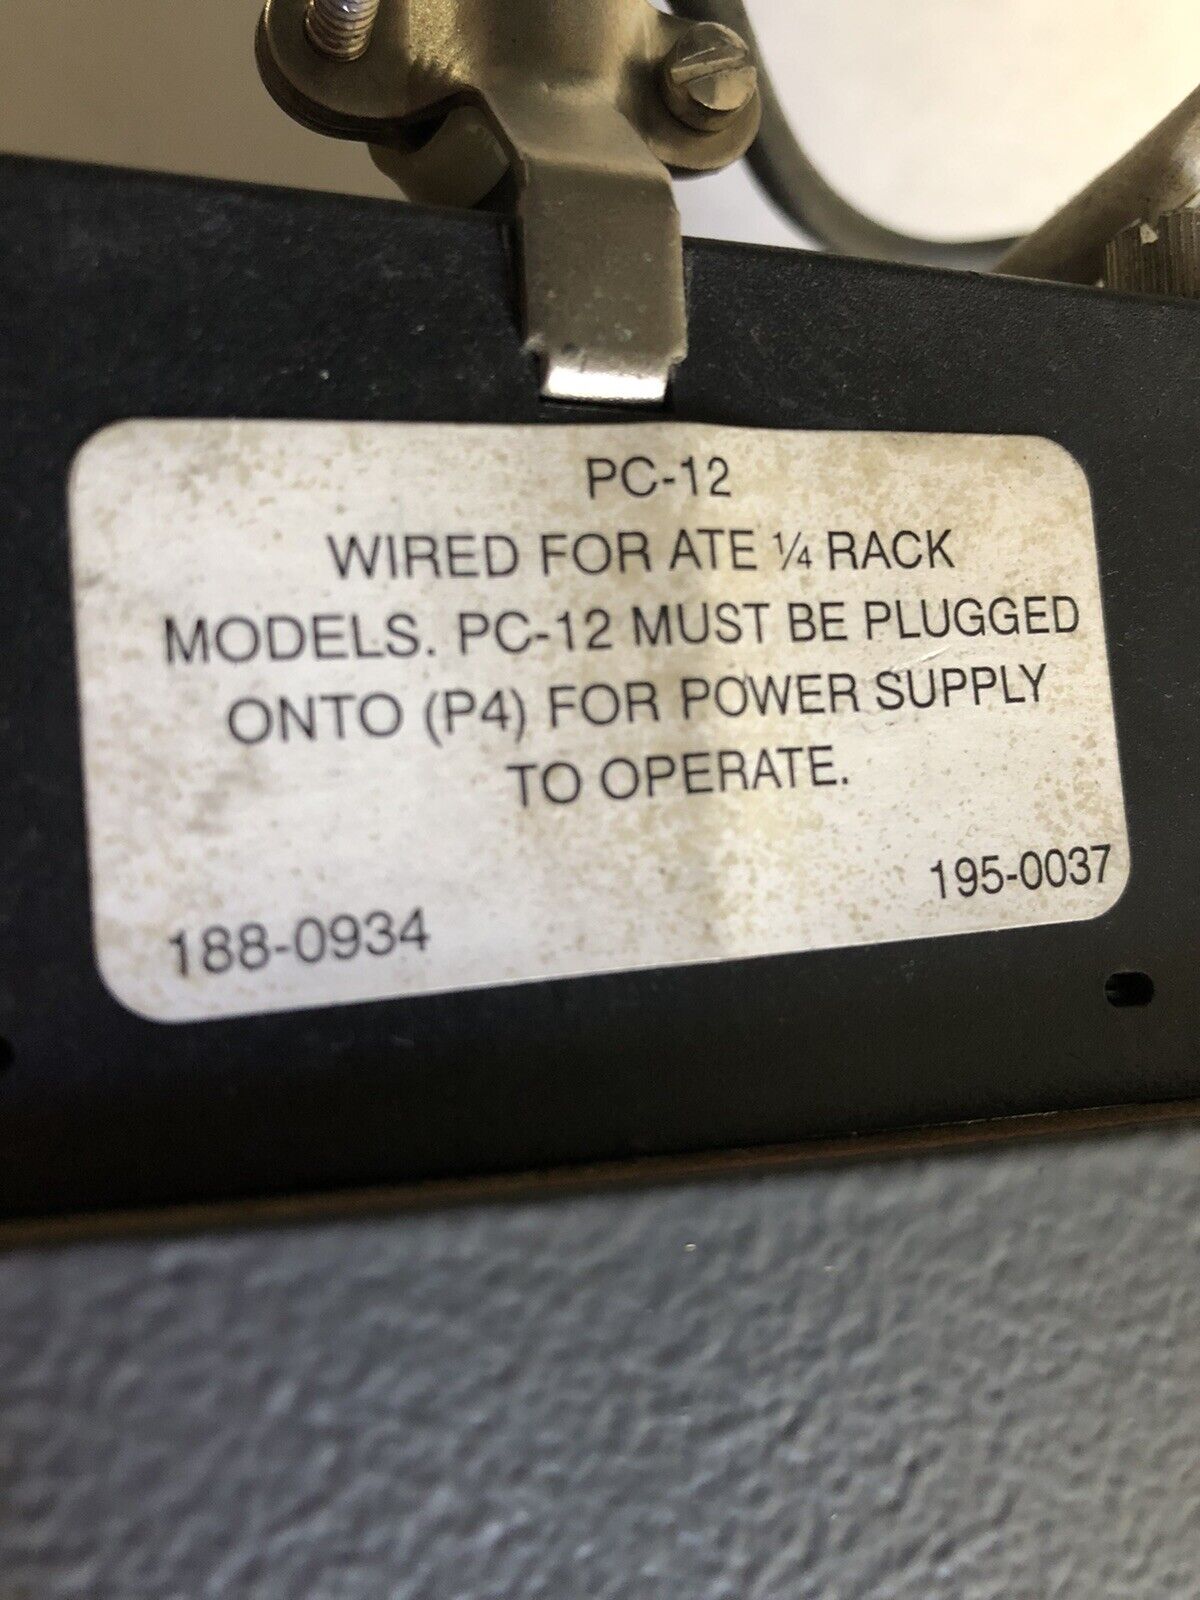 PC-12
WIRED FOR ATE ¼ RACK
MODELS. PC-12 MUST BE PLUGGED
ONTO (P4) FOR POWER SUPPLY
TO OPERATE.
195-0037
188-0934